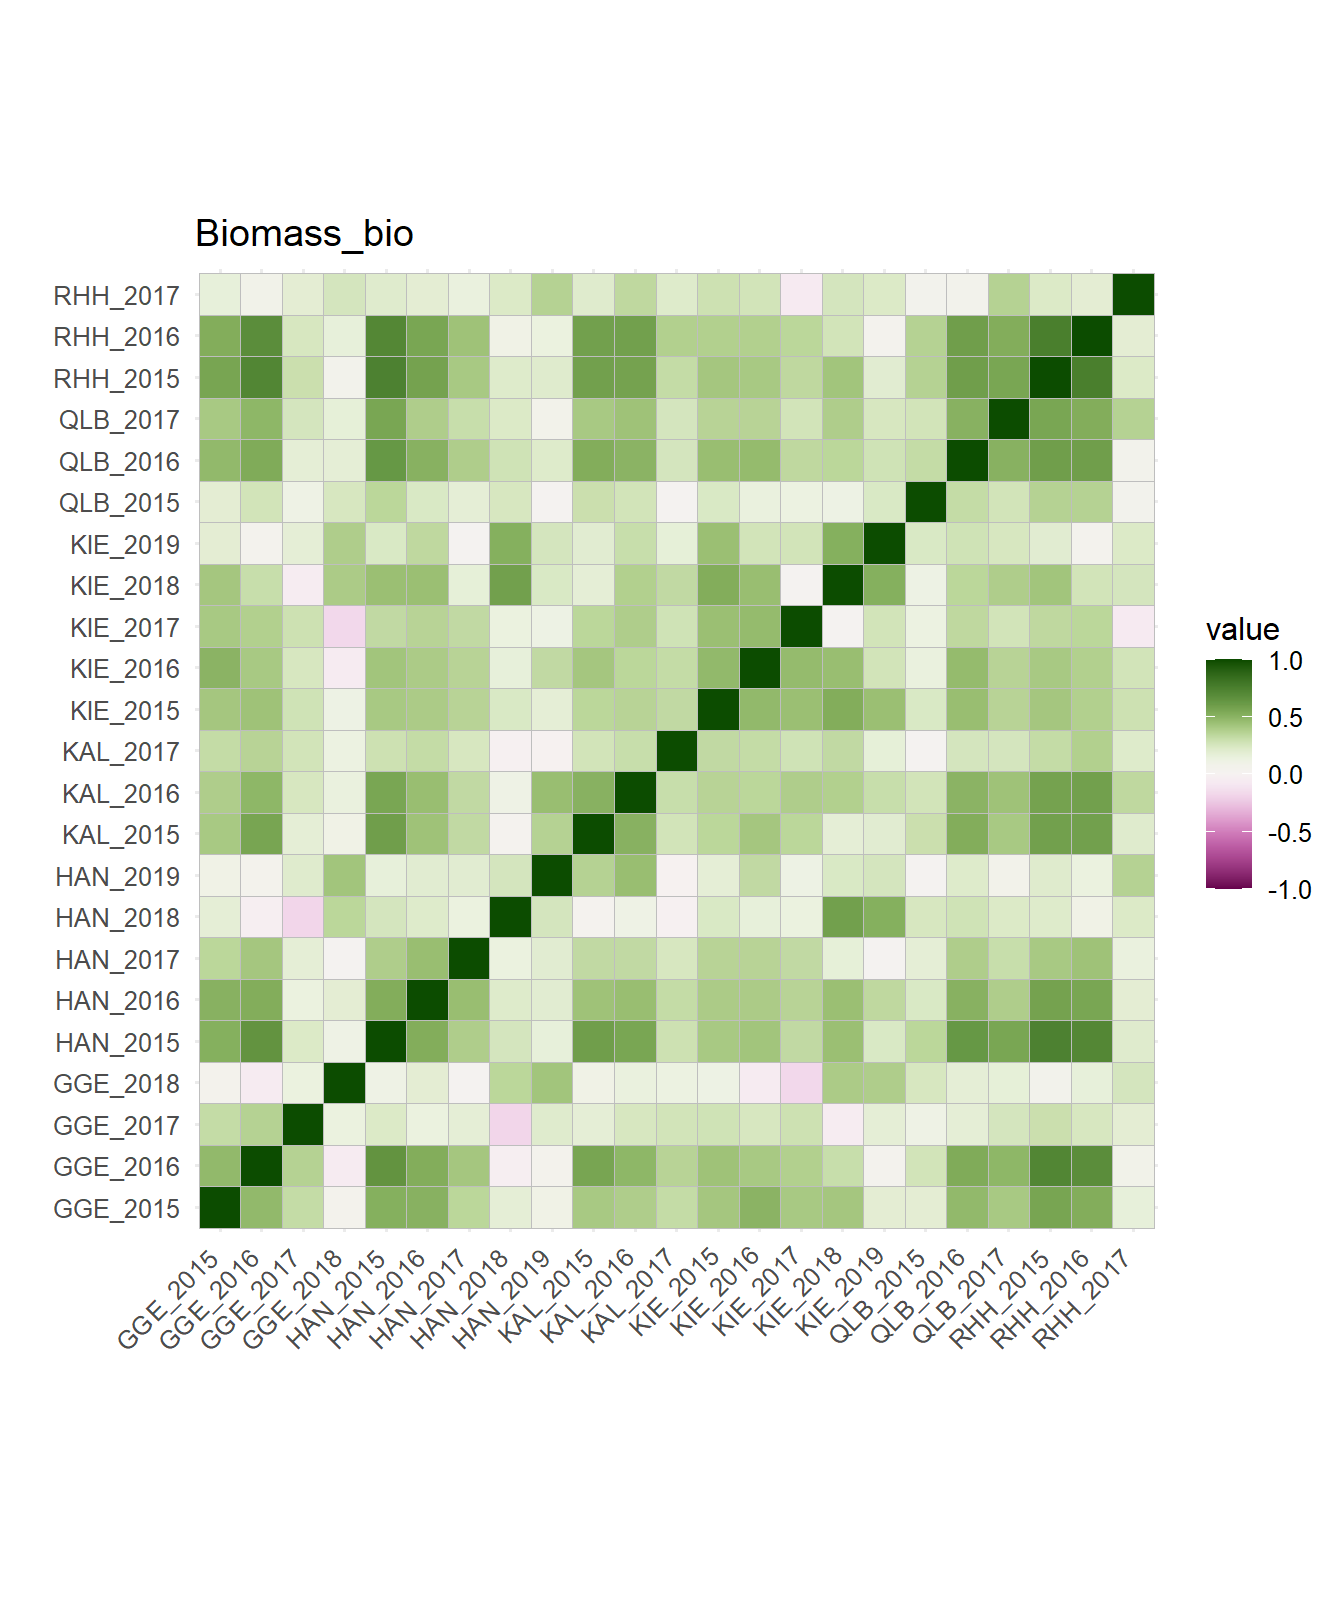 Biomass_bio
RHH_2017
RHH_2016
RHH_2015
QLB_2017
QLB_2016
QLB_2015
KIE_2019
KIE_2018
KIE_2017
KIE_2016
KIE_2015
KAL_2017
KAL_2016
KAL_2015
HAN_2019
HAN_2018
HAN_2017
HAN_2016
HAN_2015
GGE_2018
GGE_2017
GGE_2016
GGE_2015
GGE_2015
GGE_2016
GGE_2017
GGE_2018
HAN_2015
HAN_2016
HAN_2017
HAN_2018
HAN_2019
KAL_2015
KAL_2016
KAL_2017
KIE_2015
KIE_2016
KIE_2017
KIE_2018
KIE_2019
QLB_2015
QLB_2016
QLB_2017
RHH_2015
RHH_2016
RHH_2017
value
1.0
0.5
0.0
-0.5
-1.0